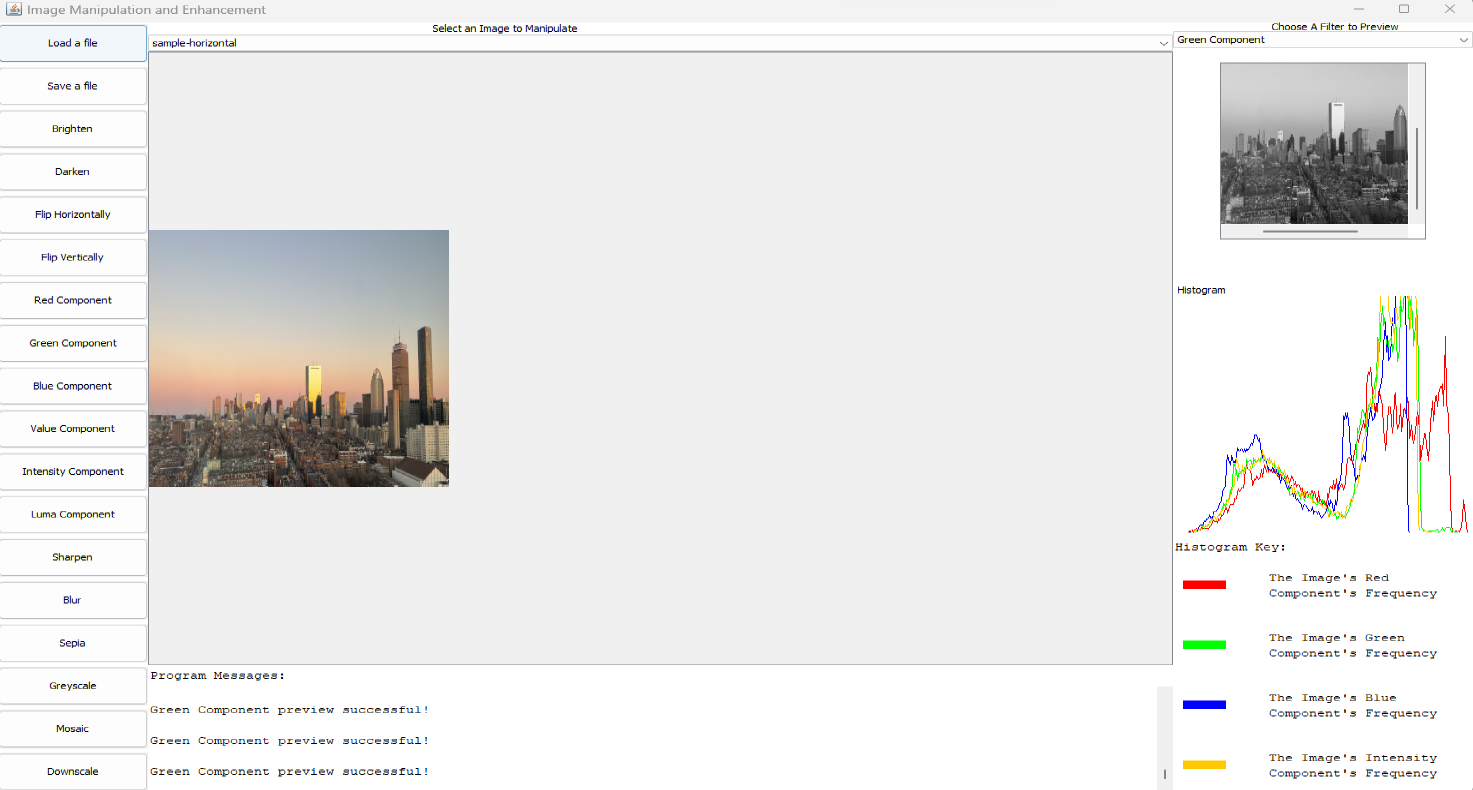 Image Manipulation and Enhancement
Load a file
Save a file
Brighten
Darken
Flip Horizontally
Flip Vertically
Red Component
Green Component
Blue Component
Value Component
Intensity Component
Luma Component
Sharpen
Blur
Sepia
Greyscale
Mosaic
Downscale
Select an Image to Manipulate
sample-horizontal
Program Messages:
Green Component preview successful!
Green Component preview successful!
Green Component preview successful!
Choose A Filter to Preview
Green Component
Histogram
Histogram Key:
The Image's Red
Component's Frequency
The Image's Green
Component's Frequency
The Image's Blue
Component's Frequency
The Image's Intensity
Component's Frequency